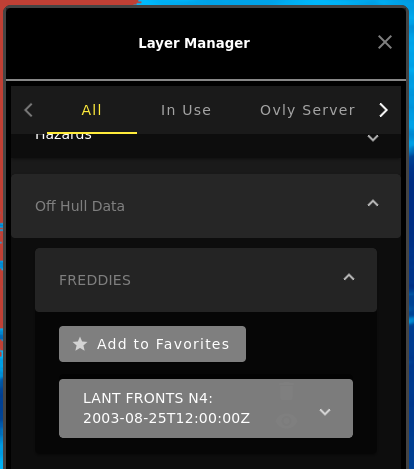 Layer Manager
All In Use Ovly Server
Hazards
Off Hull Data
FREDDIES
Add to Favorites
LANT FRONTS N4:
2003-08-25T12:00:00Z